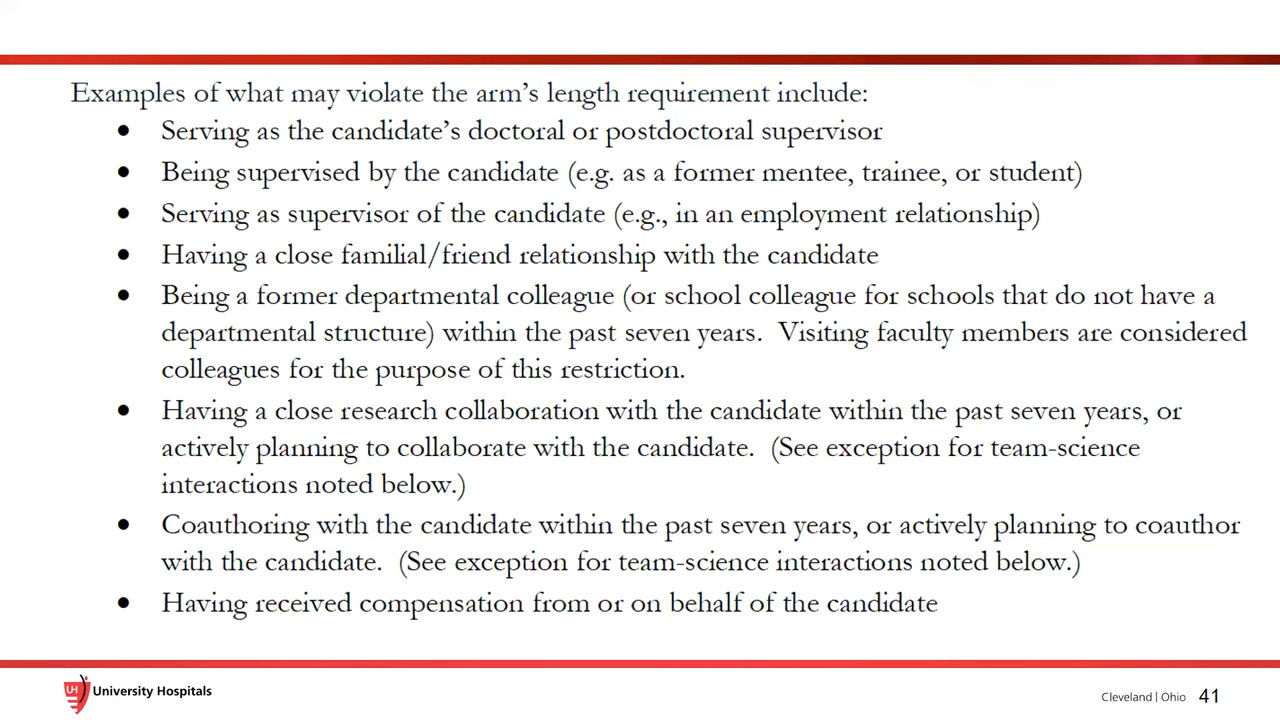 Examples of what may violate the arm's length requirement include:
● Serving as the candidate's doctoral or postdoctoral supervisor
● Being supervised by the candidate (e.g. as a former mentee, trainee, or student)
● Serving as supervisor of the candidate (e.g., in an employment relationship)
● Having a close familial/friend relationship with the candidate
● Being a former departmental colleague (or school colleague for schools that do not have a
departmental structure) within the past seven years.  Visiting faculty members are considered
colleagues for the purpose of this restriction.
● Having a close research collaboration with the candidate within the past seven years, or
actively planning to collaborate with the candidate.  (See exception for team-science
interactions noted below.)
● Coauthoring with the candidate within the past seven years, or actively planning to coauthor
with the candidate.  (See exception for team-science interactions noted below.)
● Having received compensation from or on behalf of the candidate
UH University Hospitals
Cleveland | Ohio 41